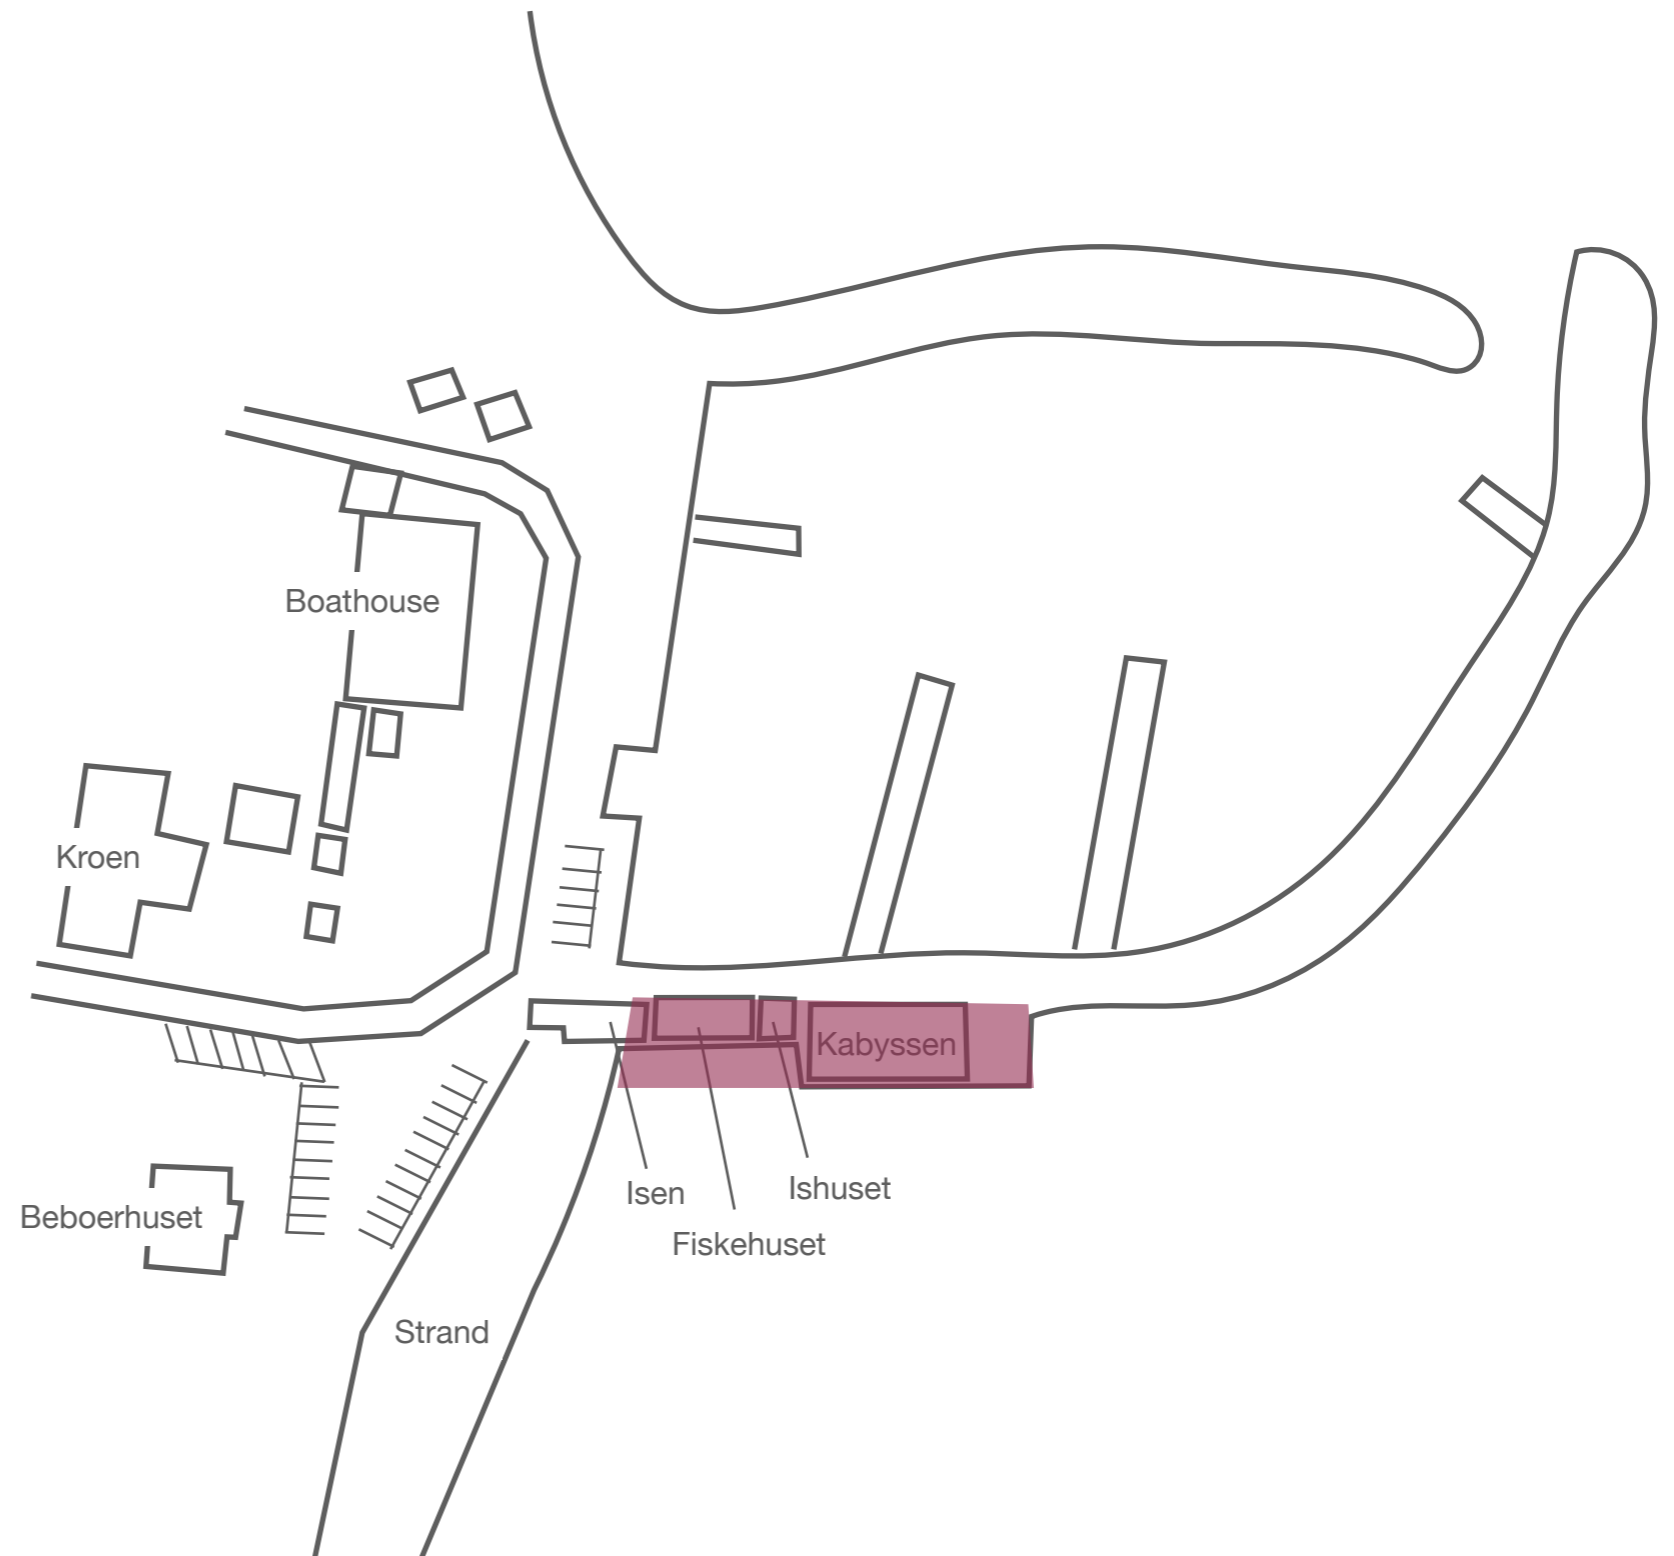 Boathouse
Kroen
Kabyssen
Isen
Ishuset
Beboerhuset
Fiskehuset
Strand